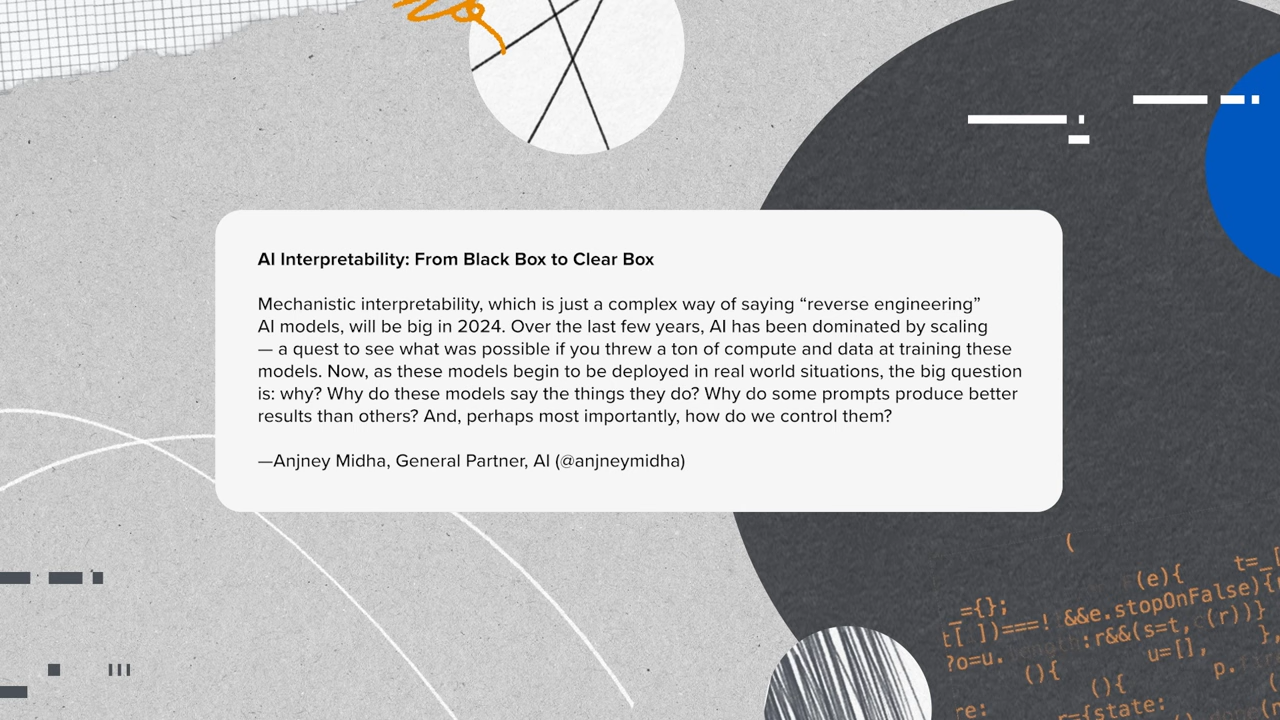 AI Interpretability: From Black Box to Clear Box
Mechanistic interpretability, which is just a complex way of saying “reverse engineering”
AI models, will be big in 2024. Over the last few years, AI has been dominated by scaling
— a quest to see what was possible if you threw a ton of compute and data at training these
models. Now, as these models begin to be deployed in real world situations, the big question
is: why? Why do these models say the things they do? Why do some prompts produce better
results than others? And, perhaps most importantly, how do we control them?
—Anjney Midha, General Partner, AI (@anjneymidha)
(
(e){ t=_[
_={}; &&e.stopOnFalse){
t[ ])===! (r))}
?o=u. :r&&(s=t, },
(){ u=[],
(){ p.
re: r={state: (